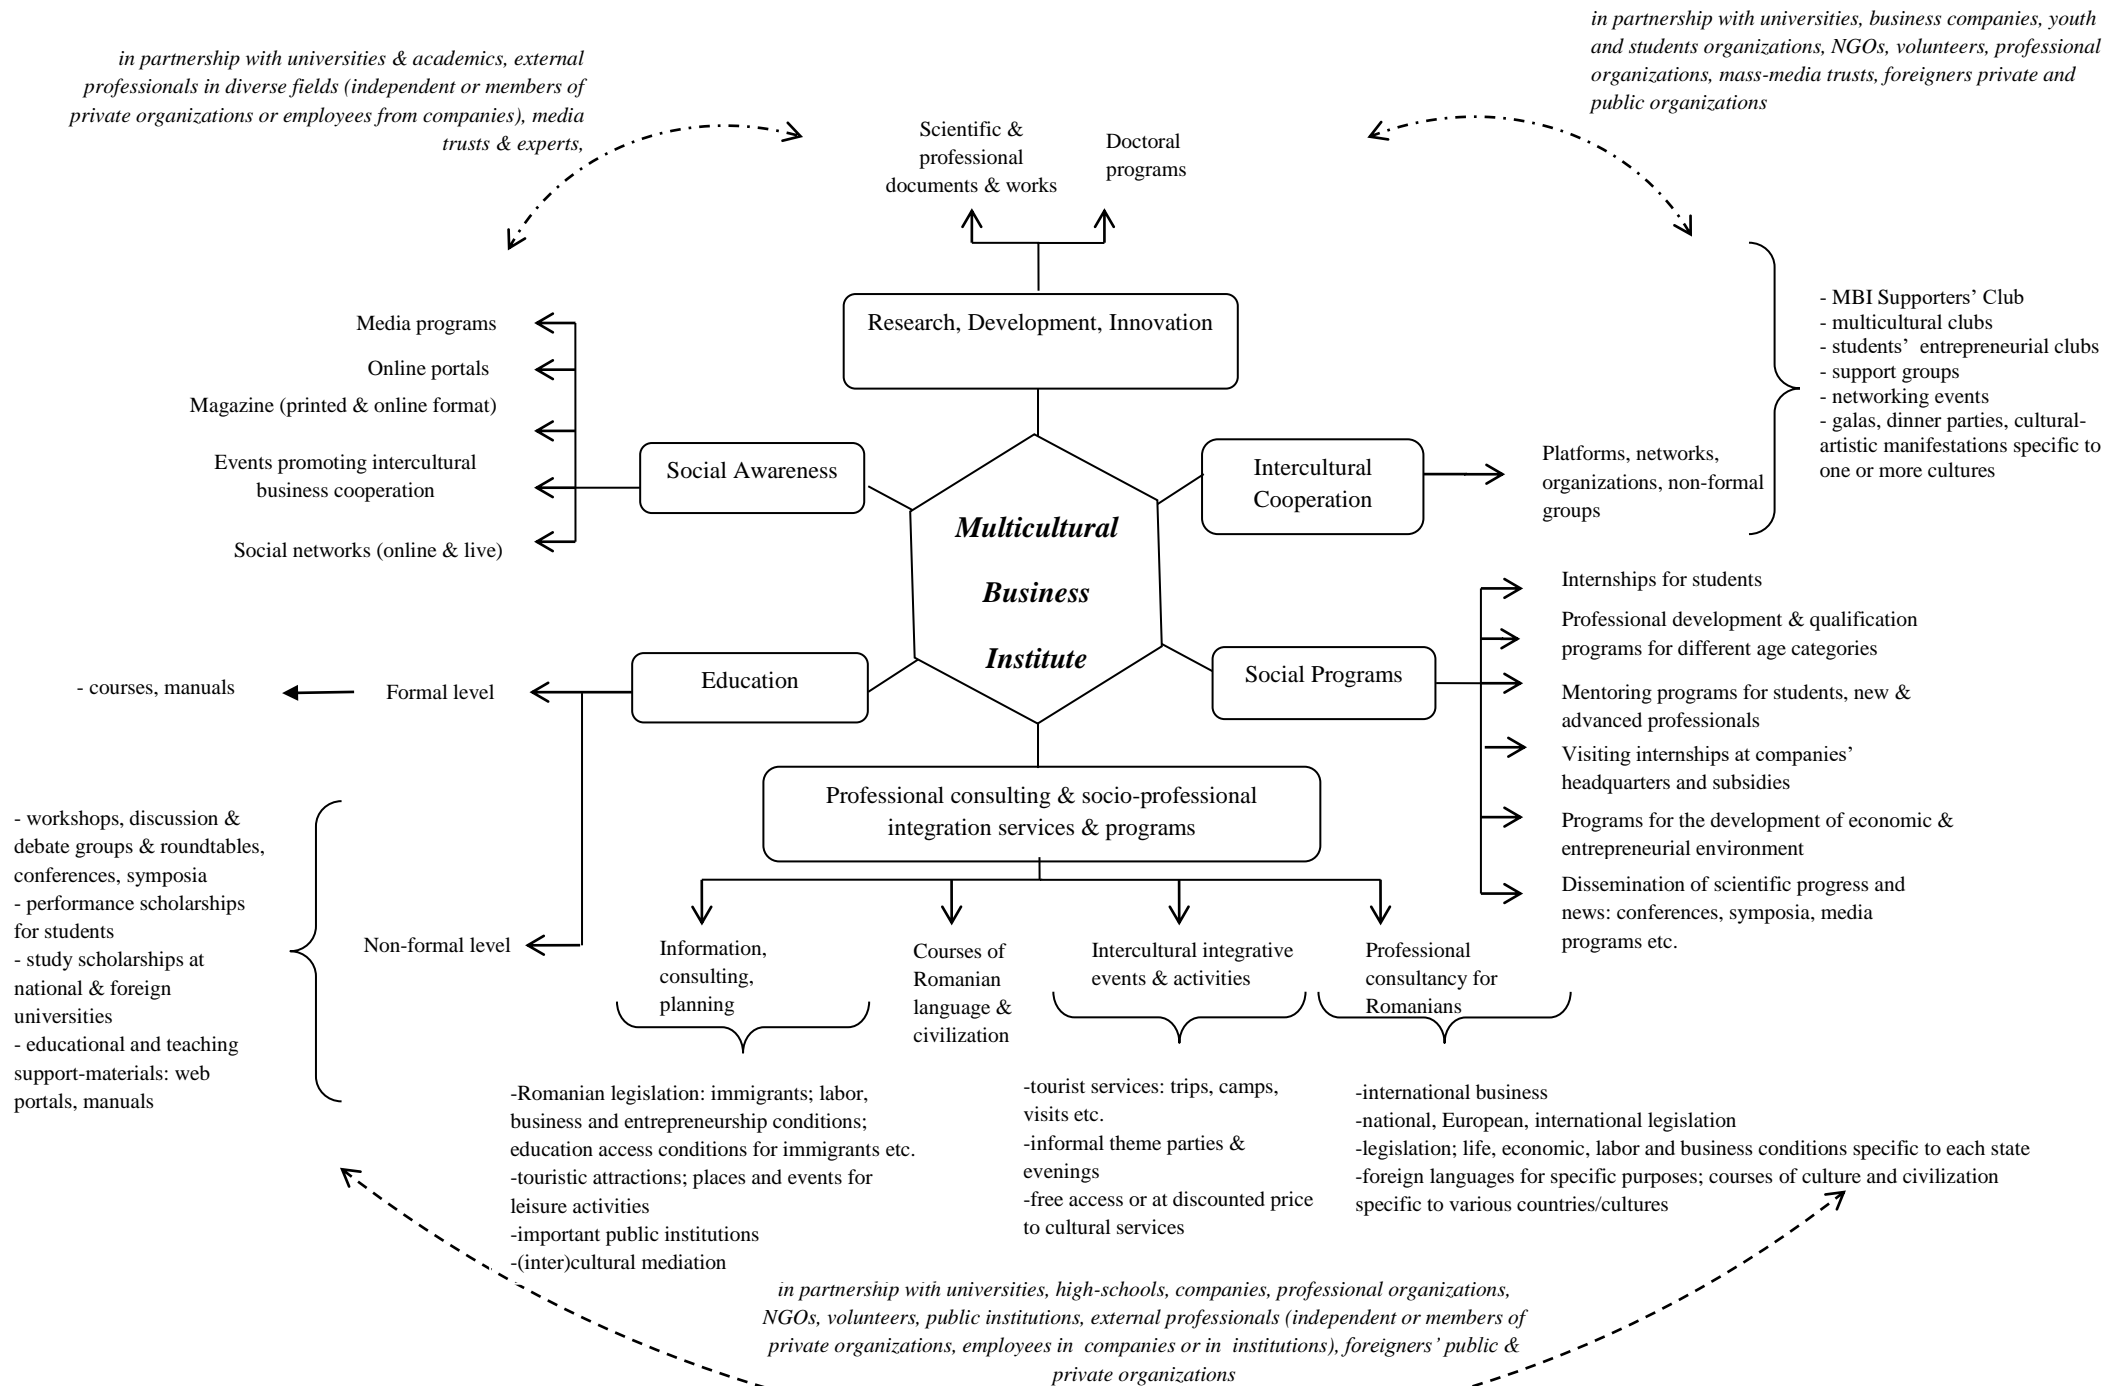 in partnership with universities & academics, external
professionals in diverse fields (independent or members of
private organizations or employees from companies), media
trusts & experts,
in partnership with universities, business companies, youth
and students organizations, NGOs, volunteers, professional
organizations, mass-media trusts, foreigners private and
public organizations
Scientific &
professional
documents & works
Doctoral
programs
Research, Development, Innovation
Media programs
Online portals
Magazine (printed & online format)
Events promoting intercultural
business cooperation
Social networks (online & live)
Social Awareness
Intercultural
Cooperation
Platforms, networks,
organizations, non-formal
groups
- MBI Supporters’ Club
- multicultural clubs
- students’  entrepreneurial clubs
- support groups
- networking events
- galas, dinner parties, cultural-
artistic manifestations specific to
one or more cultures
Multicultural
Business
Institute
Education
Formal level
- courses, manuals
Non-formal level
- workshops, discussion &
debate groups & roundtables,
conferences, symposia
- performance scholarships
for students
- study scholarships at
national & foreign
universities
- educational and teaching
support-materials: web
portals, manuals
Social Programs
Internships for students
Professional development & qualification
programs for different age categories
Mentoring programs for students, new &
advanced professionals
Visiting internships at companies’
headquarters and subsidies
Programs for the development of economic &
entrepreneurial environment
Dissemination of scientific progress and
news: conferences, symposia, media
programs etc.
Professional consulting & socio-professional
integration services & programs
Information,
consulting,
planning
Courses of
Romanian
language &
civilization
Intercultural integrative
events & activities
Professional
consultancy for
Romanians
-Romanian legislation: immigrants; labor,
business and entrepreneurship conditions;
education access conditions for immigrants etc.
-touristic attractions; places and events for
leisure activities
-important public institutions
-(inter)cultural mediation
-tourist services: trips, camps,
visits etc.
-informal theme parties &
evenings
-free access or at discounted price
to cultural services
-international business
-national, European, international legislation
-legislation; life, economic, labor and business conditions specific to each state
-foreign languages for specific purposes; courses of culture and civilization
specific to various countries/cultures
in partnership with universities, high-schools, companies, professional organizations,
NGOs, volunteers, public institutions, external professionals (independent or members of
private organizations, employees in  companies or in  institutions), foreigners’ public &
private organizations